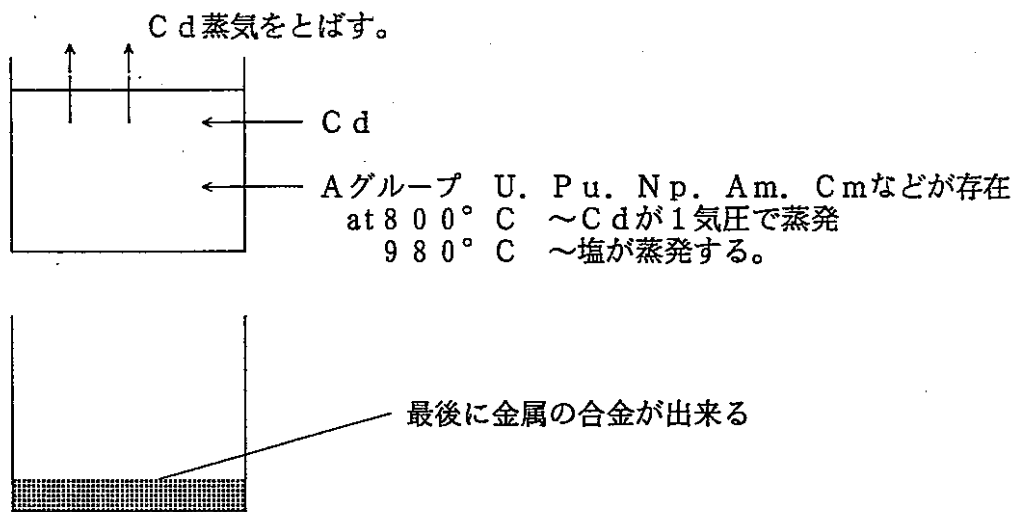 Ｃｄ蒸気をとばす。
Ｃｄ
Ａグループ　Ｕ．Ｐｕ．Ｎｐ．Ａｍ．Ｃｍなどが存在
at８００°Ｃ　～Ｃｄが１気圧で蒸発
９８０°Ｃ　～塩が蒸発する。
最後に金属の合金が出来る